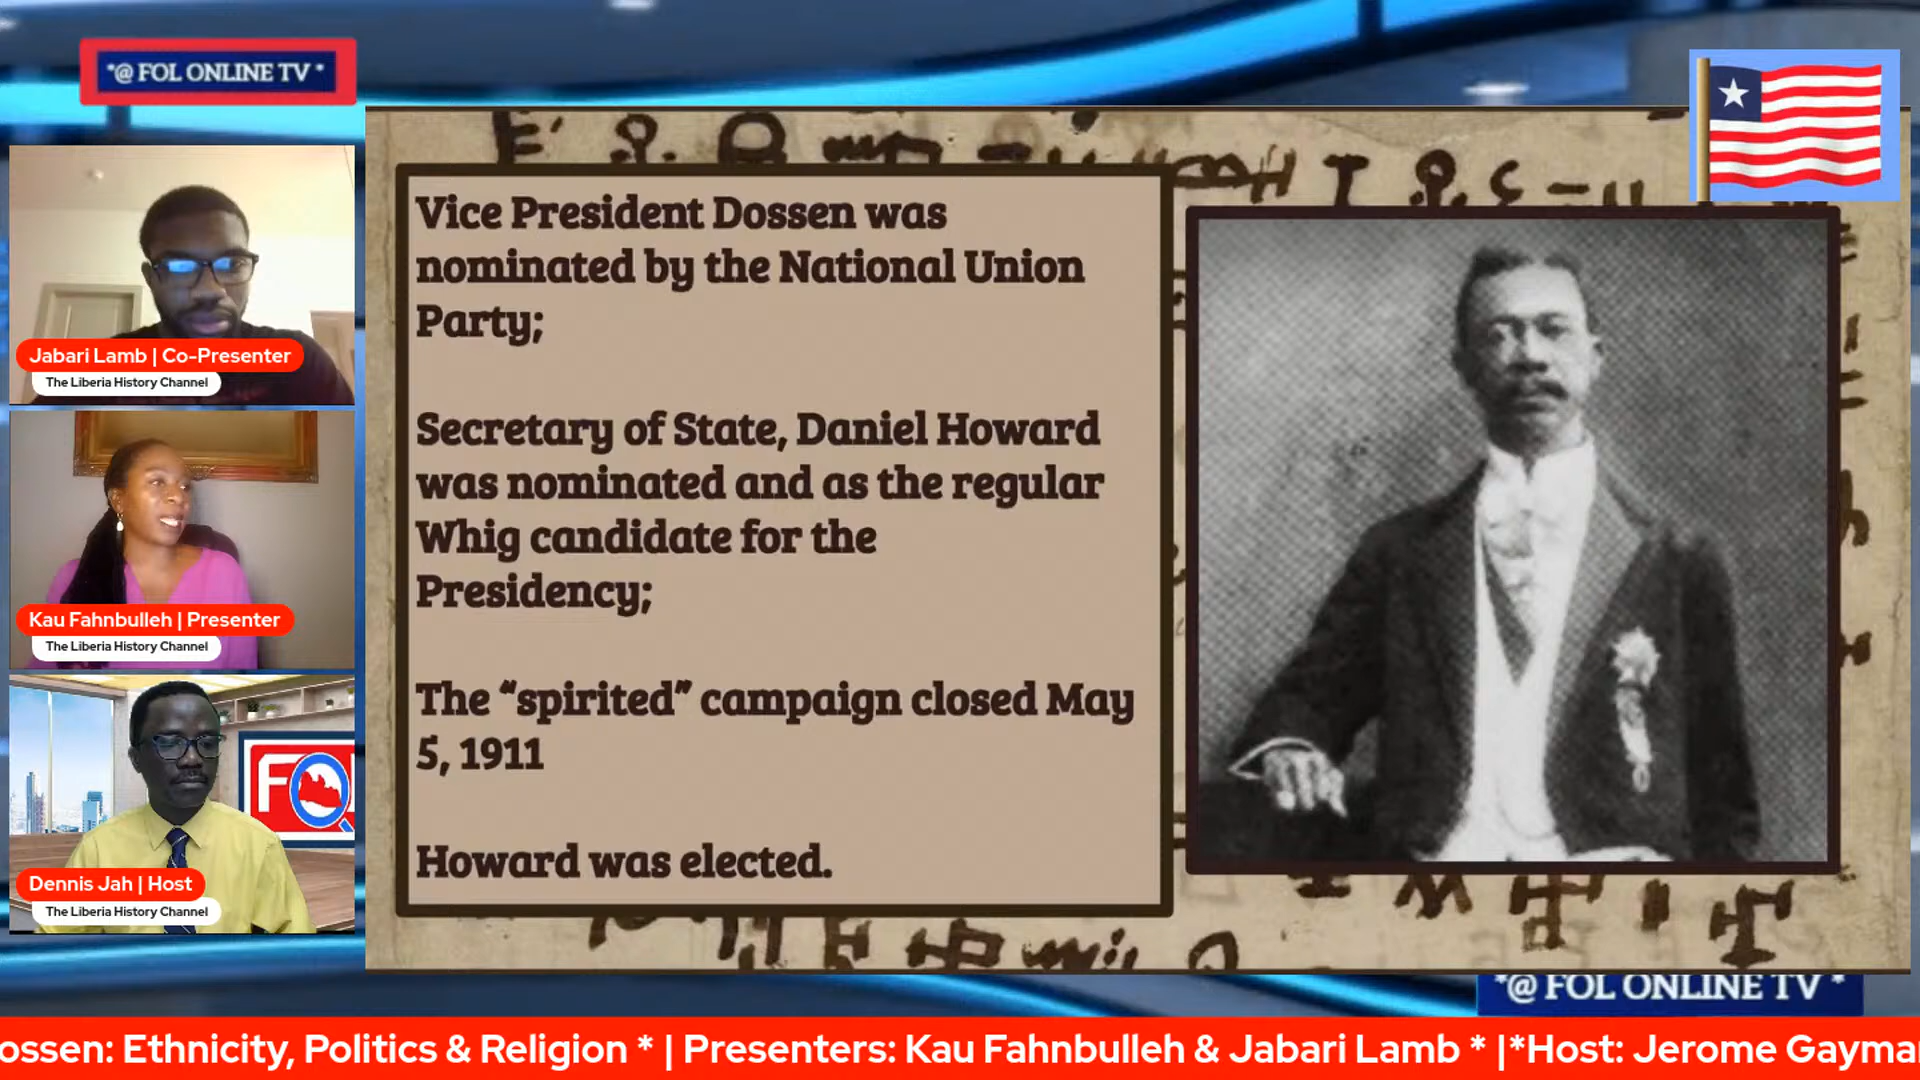 *@ FOL ONLINE TV *
Vice President Dossen was
nominated by the National Union
Party;
Secretary of State, Daniel Howard
was nominated and as the regular
Whig candidate for the
Presidency;
The “spirited” campaign closed May
5, 1911
Howard was elected.
Jabari Lamb | Co-Presenter
The Liberia History Channel
Kau Fahnbulleh | Presenter
The Liberia History Channel
Dennis Jah | Host
The Liberia History Channel
*@ FOL ONLINE TV *
ossen: Ethnicity, Politics & Religion * | Presenters: Kau Fahnbulleh & Jabari Lamb * |*Host: Jerome Gayma